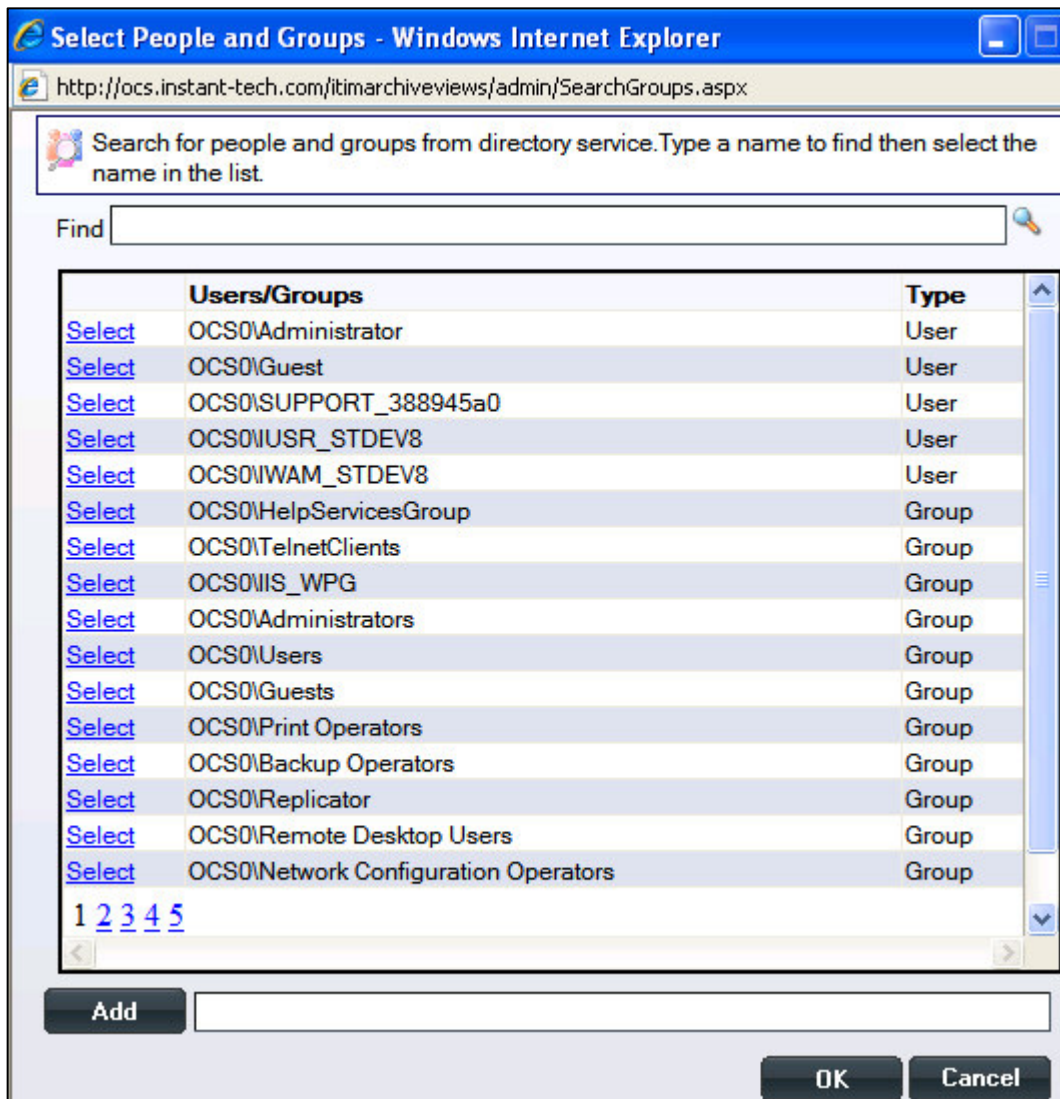 Select People and Groups - Windows Internet Explorer
http://ocs.instant-tech.com/itimarchiveviews/admin/SearchGroups.aspx
Search for people and groups from directory service.Type a name to find then select the
name in the list.
Find
Users/Groups Type
Select OCS0\Administrator User
Select OCS0\Guest User
Select OCS0\SUPPORT_388945a0 User
Select OCS0\IUSR_STDEV8 User
Select OCS0\IWAM_STDEV8 User
Select OCS0\HelpServicesGroup Group
Select OCS0\TelnetClients Group
Select OCS0\IIS_WPG Group
Select OCS0\Administrators Group
Select OCS0\Users Group
Select OCS0\Guests Group
Select OCS0\Print Operators Group
Select OCS0\Backup Operators Group
Select OCS0\Replicator Group
Select OCS0\Remote Desktop Users Group
Select OCS0\Network Configuration Operators Group
1 2 3 4 5
Add
OK Cancel